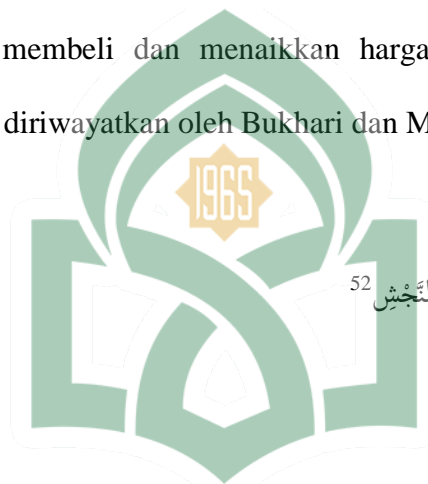 membeli dan menaikkan harga
diriwayatkan oleh Bukhari dan M
1965
النَّجْشِ 52